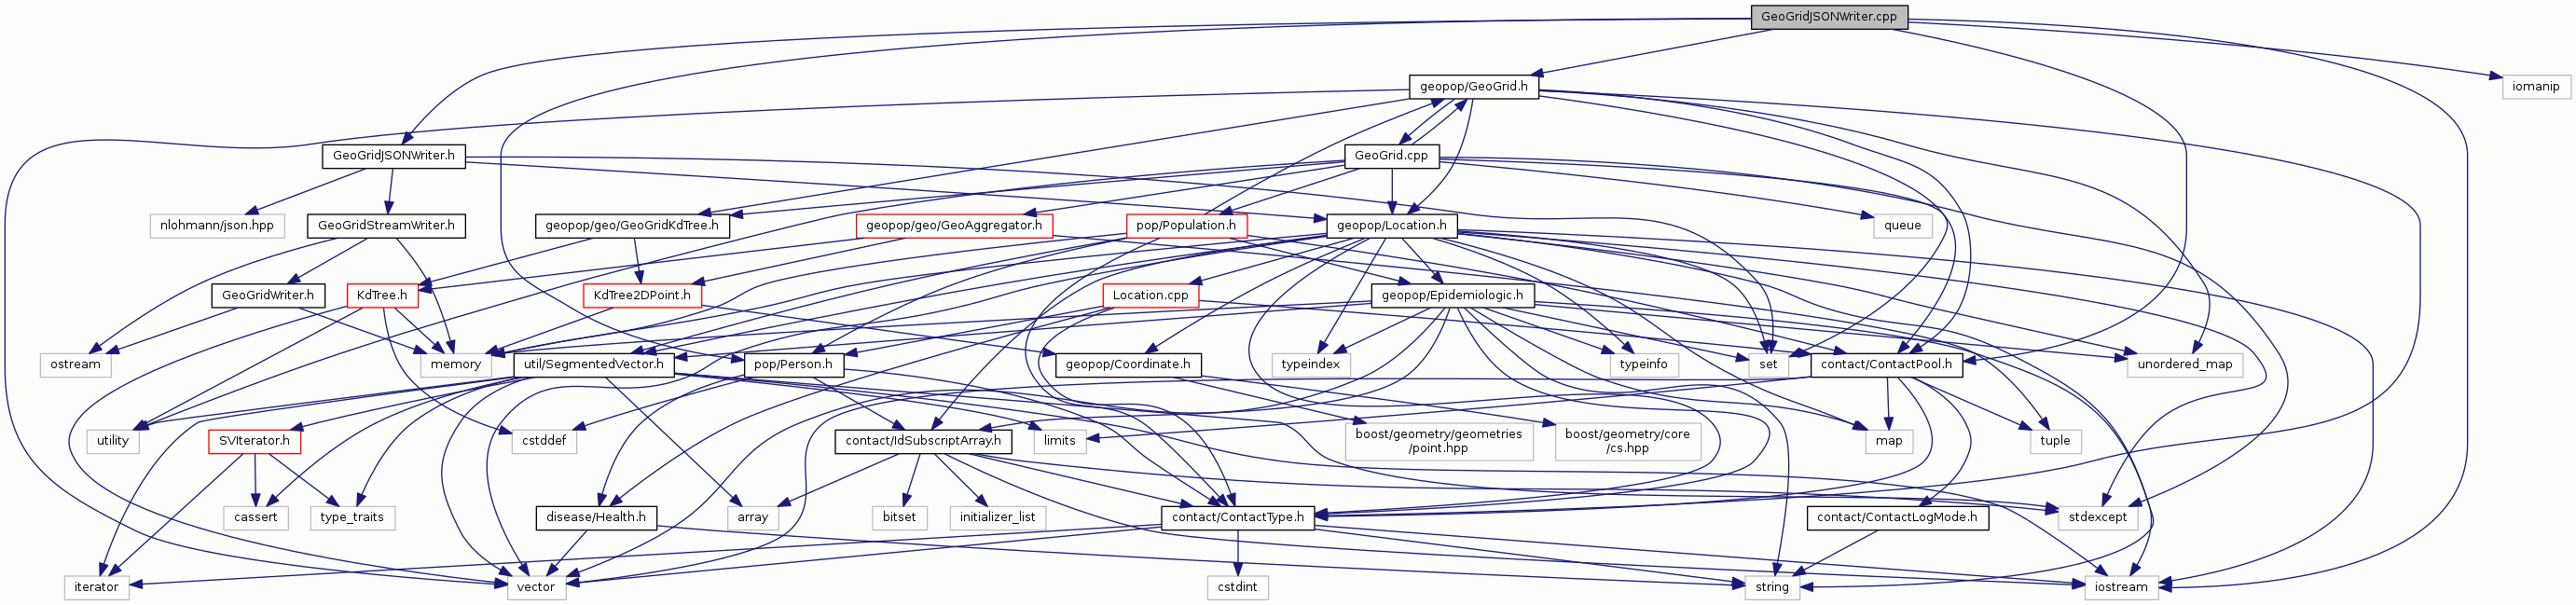 GeoGridJSONWriter.cpp
geopop/GeoGrid.h
iomanip
GeoGridJSONWriter.h
GeoGrid.cpp
nlohmann/json.hpp
GeoGridStreamWriter.h
geopop/geo/GeoGridKdTree.h
geopop/geo/GeoAggregator.h
pop/Population.h
geopop/Location.h
queue
GeoGridWriter.h
KdTree.h
KdTree2DPoint.h
Location.cpp
geopop/Epidemiologic.h
ostream
memory
util/SegmentedVector.h
pop/Person.h
geopop/Coordinate.h
typeindex
typeinfo
set
contact/ContactPool.h
unordered_map
utility
SVIterator.h
cstddef
contact/IdSubscriptArray.h
limits
boost/geometry/geometries
/point.hpp
boost/geometry/core
/cs.hpp
map
tuple
cassert
type_traits
disease/Health.h
array
bitset
initializer_list
contact/ContactType.h
contact/ContactLogMode.h
stdexcept
iterator
vector
cstdint
string
iostream